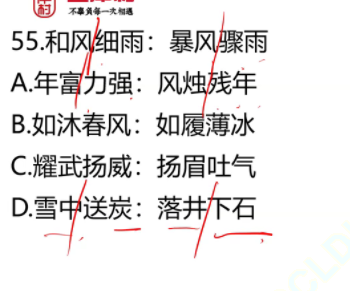 不辜負每一次相遇
55.和风细雨：暴风骤雨
A.年富力强：风烛残年
B.如沐春风：如履薄冰
C.耀武扬威：扬眉吐气
D.雪中送炭：落井下石